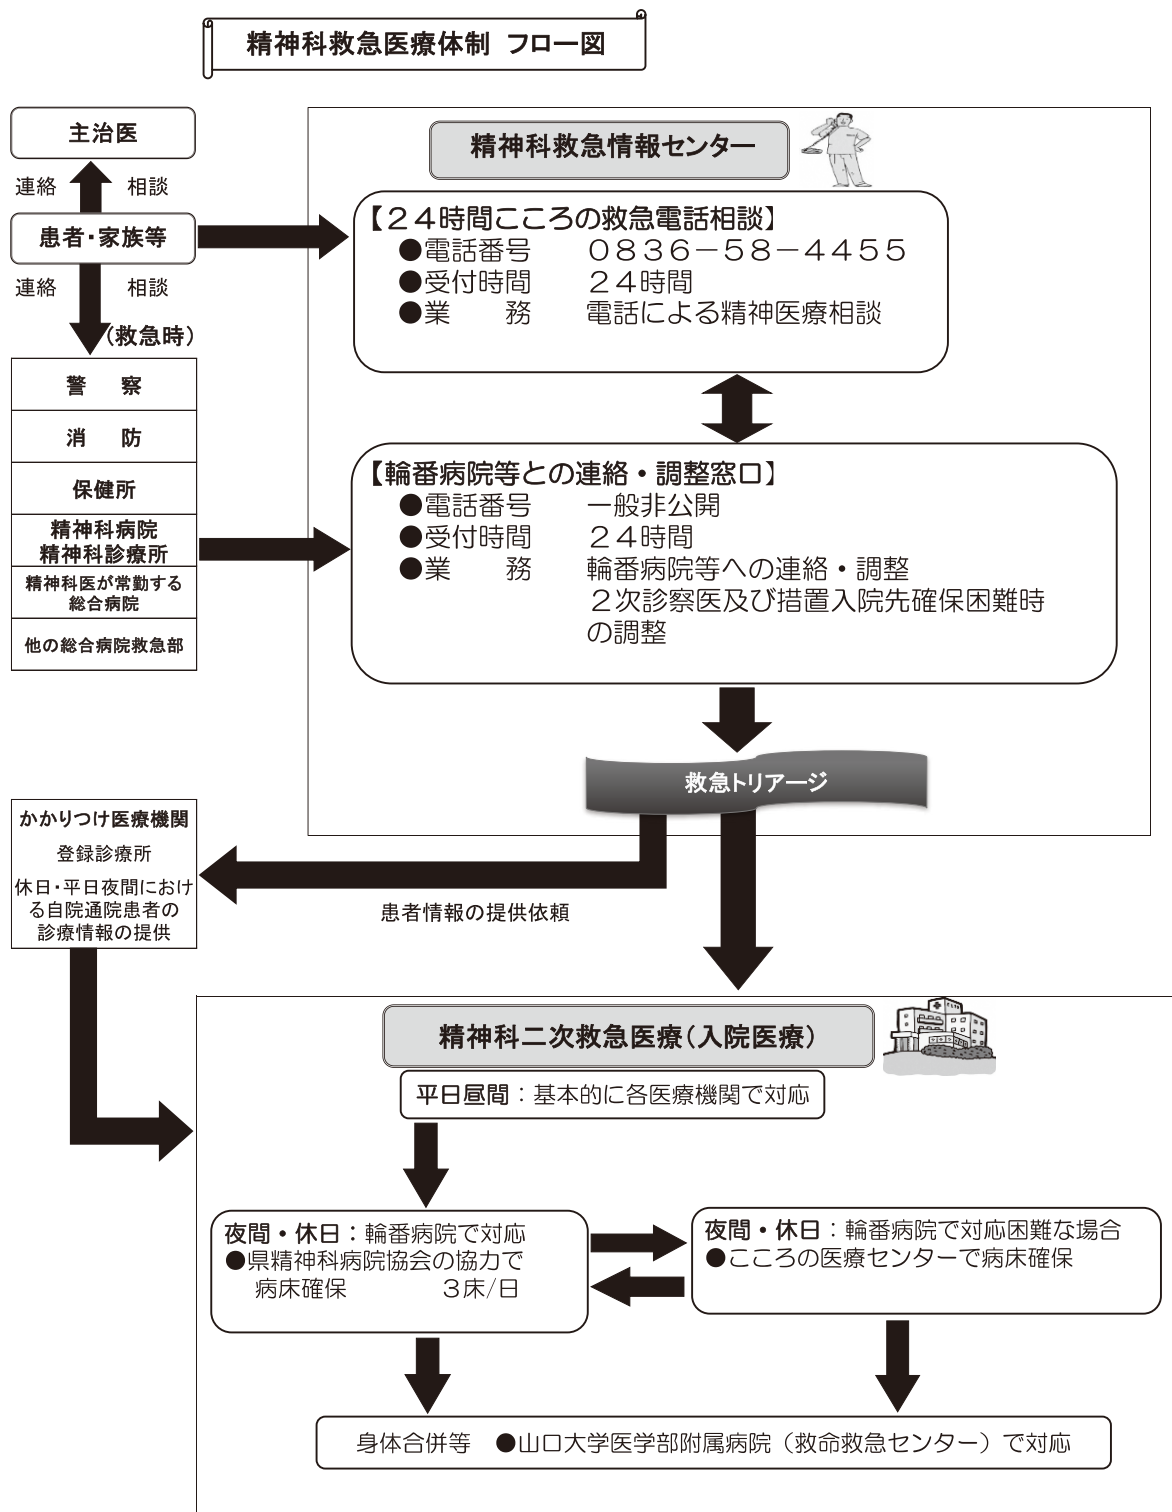 精神科救急医療体制 フロー図
主治医
連絡 相談
患者・家族等
連絡 相談
(救急時)
警 察
消 防
保健所
精神科病院
精神科診療所
精神科医が常勤する
総合病院
他の総合病院救急部
精神科救急情報センター
【２４時間こころの救急電話相談】
●電話番号 ０８３６－５８－４４５５
●受付時間 ２４時間
●業 務 電話による精神医療相談
【輪番病院等との連絡・調整窓口】
●電話番号 一般非公開
●受付時間 ２４時間
●業 務 輪番病院等への連絡・調整
２次診察医及び措置入院先確保困難時
の調整
救急トリアージ
かかりつけ医療機関
登録診療所
休日・平日夜間におけ
る自院通院患者の
診療情報の提供
患者情報の提供依頼
精神科二次救急医療(入院医療)
平日昼間：基本的に各医療機関で対応
夜間・休日：輪番病院で対応
●県精神科病院協会の協力で
病床確保 ３床/日
夜間・休日：輪番病院で対応困難な場合
●こころの医療センターで病床確保
身体合併等 ●山口大学医学部附属病院（救命救急センター）で対応